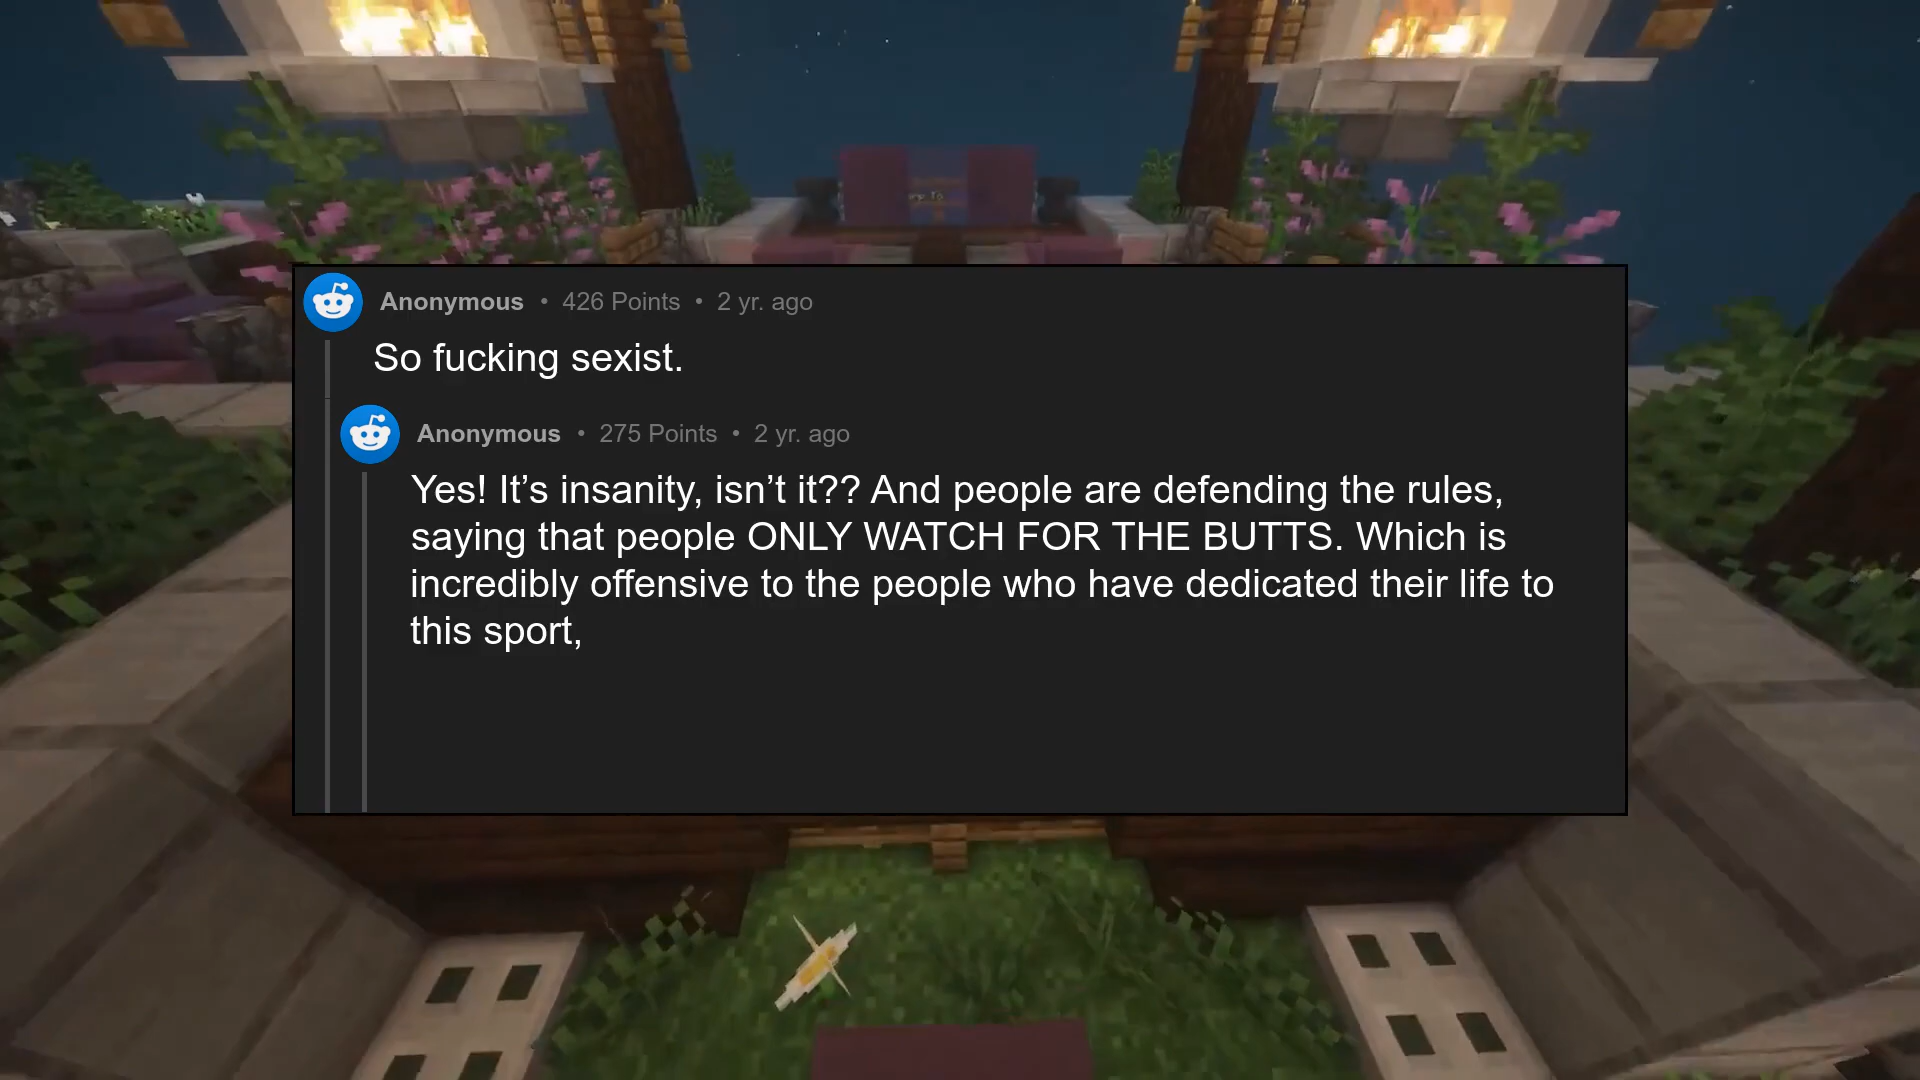 Anonymous • 426 Points • 2 yr. ago
So fucking sexist.
Anonymous • 275 Points • 2 yr. ago
Yes! It’s insanity, isn’t it?? And people are defending the rules,
saying that people ONLY WATCH FOR THE BUTTS. Which is
incredibly offensive to the people who have dedicated their life to
this sport,